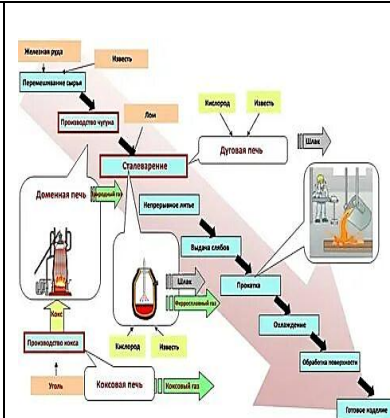 Железная руда
Известь
Перемешивание сырья
Производство чугуна
Лом
Кислород
Известь
Сталеварение
Дуговая печь
Шлак
Доменная печь
Доменный газ
Непрерывное литье
Выдача слябов
Шлак
Прокатка
Ферросплавный газ
Кокс
Охлаждение
Кислород
Известь
Производство кокса
Обработка поверхности
Уголь
Коксовая печь
Коксовый газ
Готовое изделие